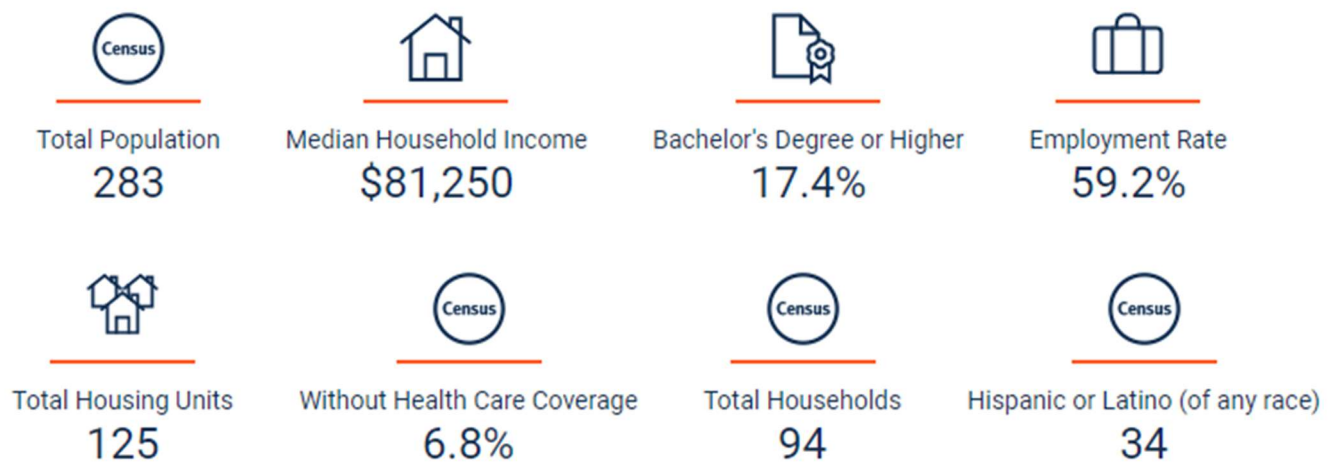 Census
Total Population
283
Median Household Income
$81,250
Bachelor's Degree or Higher
17.4%
Employment Rate
59.2%
Total Housing Units
125
Census
Without Health Care Coverage
6.8%
Census
Total Households
94
Census
Hispanic or Latino (of any race)
34